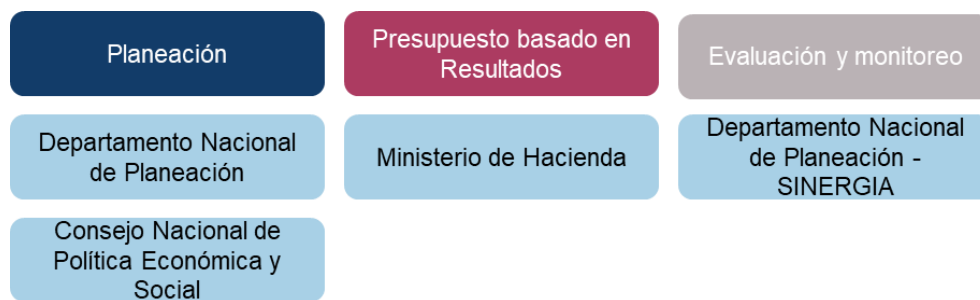 Planeación
Presupuesto basado en
Resultados
Evaluación y monitoreo
Departamento Nacional
de Planeación
Ministerio de Hacienda
Departamento Nacional
de Planeación -
SINERGIA
Consejo Nacional de
Política Económica y
Social